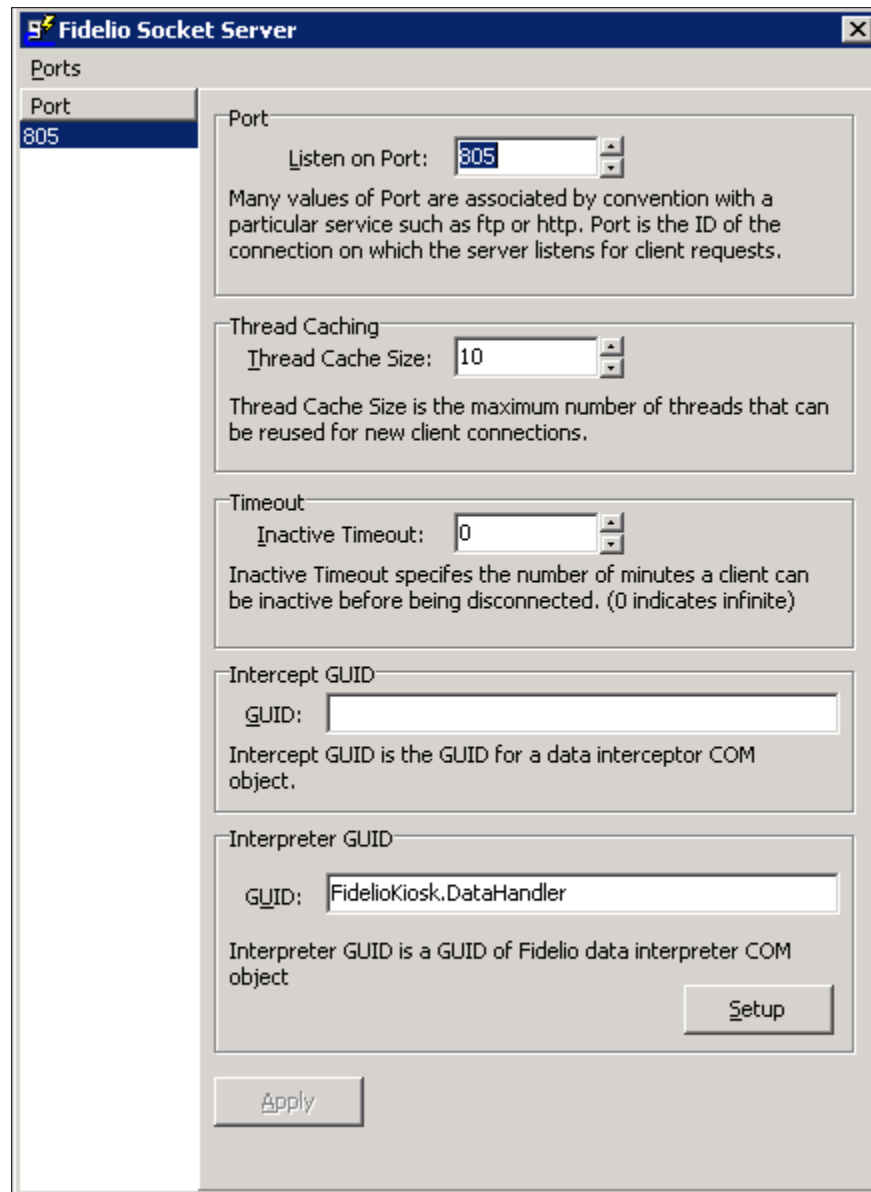 Fidelio Socket Server
Ports
Port
805
Port
Listen on Port: 805
Many values of Port are associated by convention with a
particular service such as ftp or http. Port is the ID of the
connection on which the server listens for client requests.
Thread Caching
Thread Cache Size: 10
Thread Cache Size is the maximum number of threads that can
be reused for new client connections.
Timeout
Inactive Timeout: 0
Inactive Timeout specifes the number of minutes a client can
be inactive before being disconnected. (0 indicates infinite)
Intercept GUID
GUID:
Intercept GUID is the GUID for a data interceptor COM
object.
Interpreter GUID
GUID: FidelioKiosk.DataHandler
Interpreter GUID is a GUID of Fidelio data interpreter COM
object
Setup
Apply